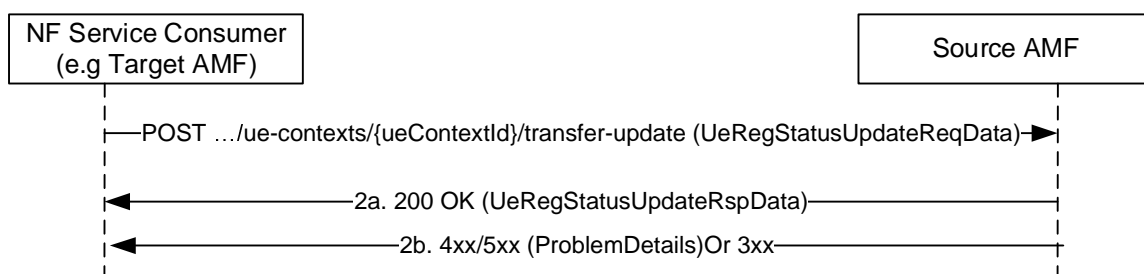 NF Service Consumer
(e.g Target AMF)
Source AMF
POST …/ue-contexts/{ueContextId}/transfer-update (UeRegStatusUpdateReqData)
2a. 200 OK (UeRegStatusUpdateRspData)
2b. 4xx/5xx (ProblemDetails)Or 3xx